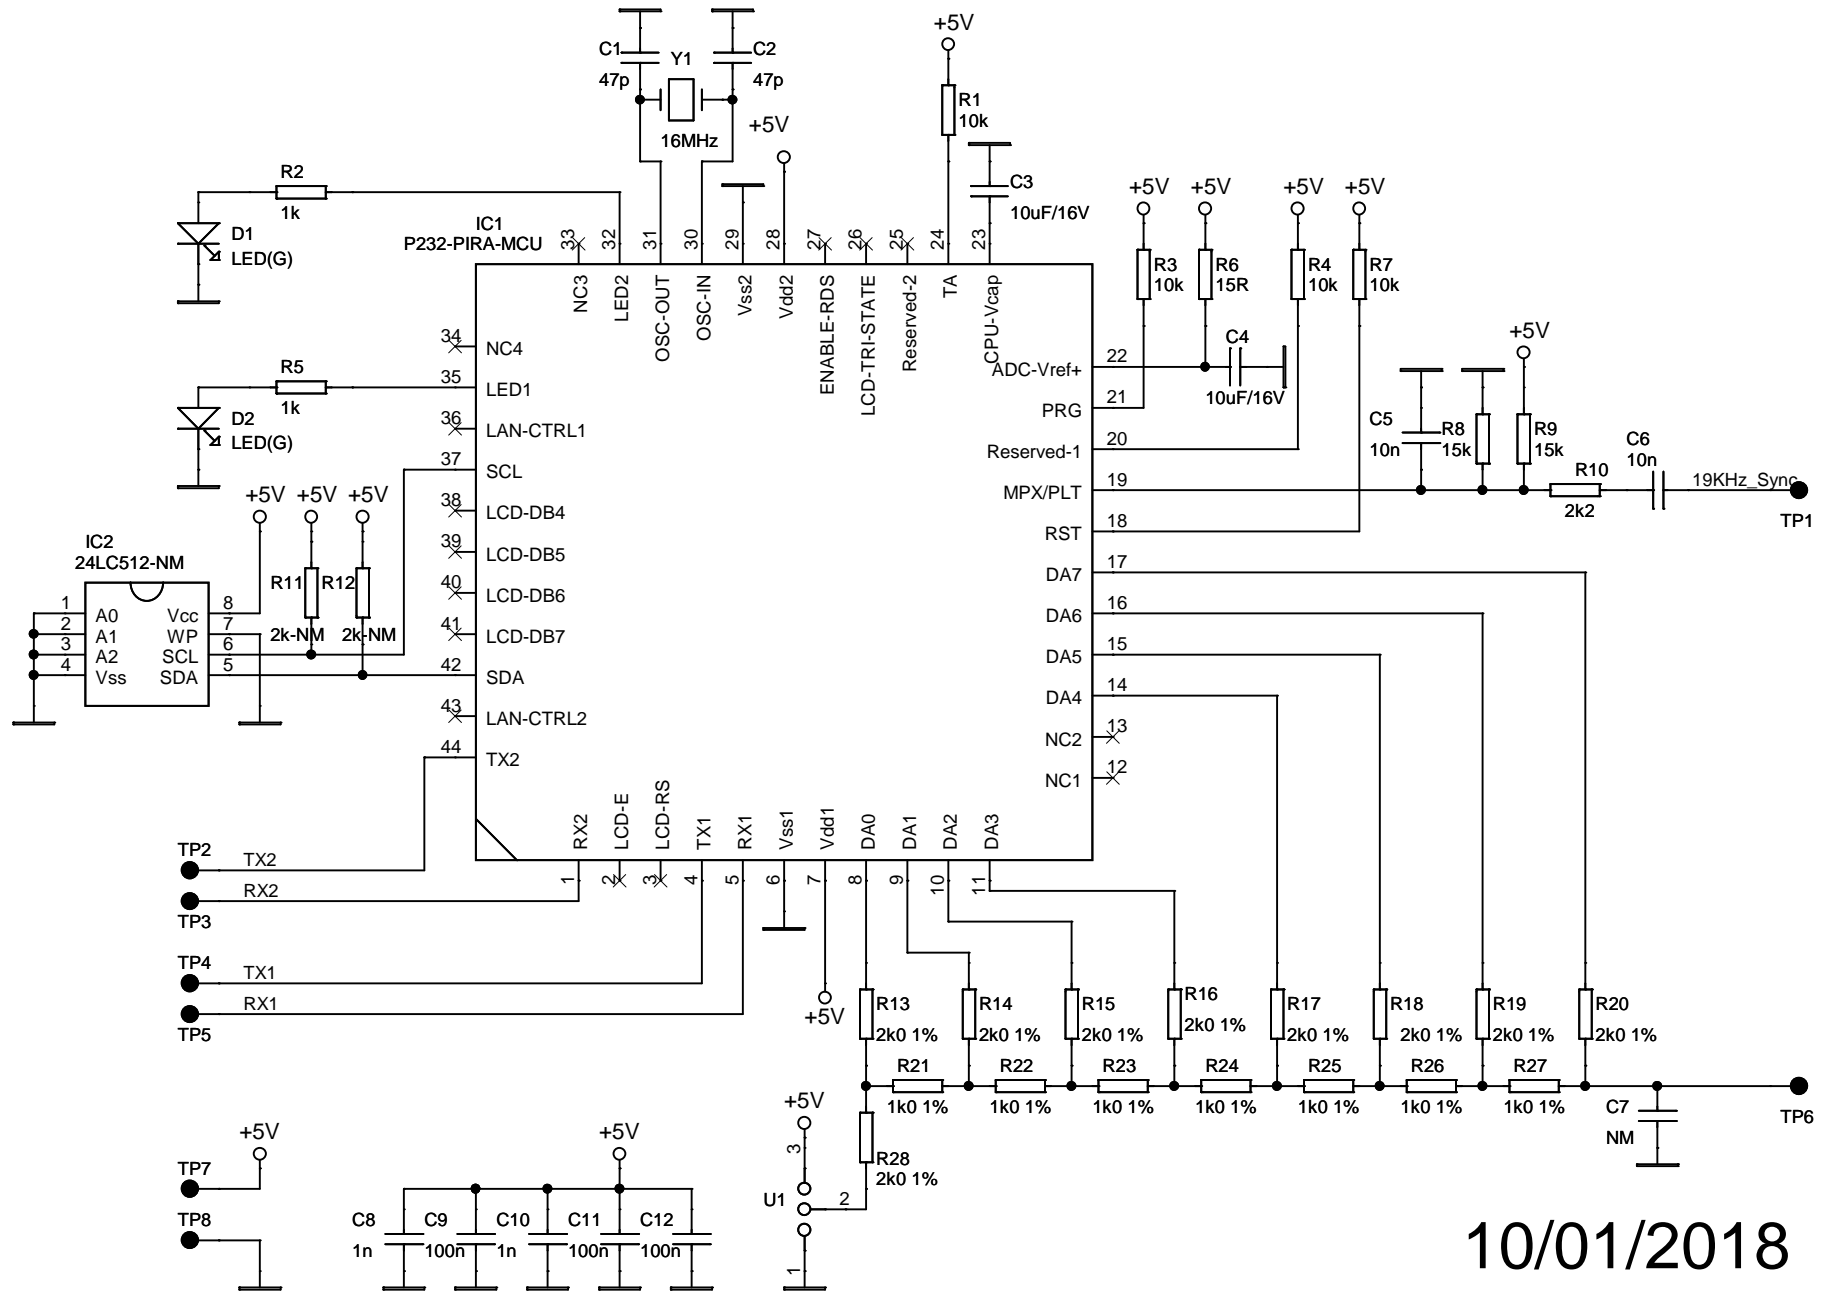 C1
47p
Y1
C2
47p
16MHz
+5V
+5V
R1
10k
C3
10uF/16V
R2
1k
D1
LED(G)
IC1
P232-PIRA-MCU
33
32
31
30
29
28
27
26
25
24
23
NC3
LED2
OSC-OUT
OSC-IN
Vss2
Vdd2
ENABLE-RDS
LCD-TRI-STATE
Reserved-2
TA
CPU-Vcap
+5V
+5V
+5V
+5V
R3
10k
R6
15R
R4
10k
R7
10k
34
NC4
R5
1k
35
LED1
D2
LED(G)
36
LAN-CTRL1
37
SCL
38
LCD-DB4
39
LCD-DB5
40
LCD-DB6
41
LCD-DB7
42
SDA
43
LAN-CTRL2
44
TX2
ADC-Vref+
22
C4
10uF/16V
PRG
21
Reserved-1
20
MPX/PLT
19
RST
18
DA7
17
DA6
16
DA5
15
DA4
14
NC2
13
NC1
12
+5V
C5
10n
R8
15k
R9
15k
R10
2k2
C6
10n
19KHz_Sync
TP1
+5V
+5V
+5V
IC2
24LC512-NM
R11
R12
2k-NM
2k-NM
1
A0
Vcc
8
2
A1
WP
7
3
A2
SCL
6
4
Vss
SDA
5
RX2
LCD-E
LCD-RS
TX1
RX1
Vss1
Vdd1
DA0
DA1
DA2
DA3
1
2
3
4
5
6
7
8
9
10
11
TP2
TX2
RX2
TP3
TP4
TX1
RX1
TP5
+5V
R13
2k0 1%
R14
2k0 1%
R15
2k0 1%
R16
2k0 1%
R17
2k0 1%
R18
2k0 1%
R19
2k0 1%
R20
2k0 1%
R21
1k0 1%
R22
1k0 1%
R23
1k0 1%
R24
1k0 1%
R25
1k0 1%
R26
1k0 1%
R27
1k0 1%
C7
NM
TP6
+5V
3
R28
2k0 1%
U1
2
1
+5V
TP7
TP8
+5V
C8
1n
C9
100n
C10
1n
C11
100n
C12
100n
10/01/2018